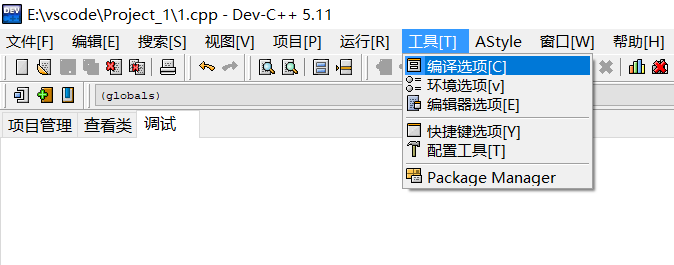 DEV E:\vscode\Project_1\1.cpp - Dev-C++ 5.11
文件[F] 编辑[E] 搜索[S] 视图[V] 项目[P] 运行[R] 工具[T] AStyle 窗口[W] 帮助[H]
编译选项[C]
环境选项[v]
(globals)
编辑器选项[E]
项目管理 查看类 调试
快捷键选项[Y]
配置工具[T]
Package Manager